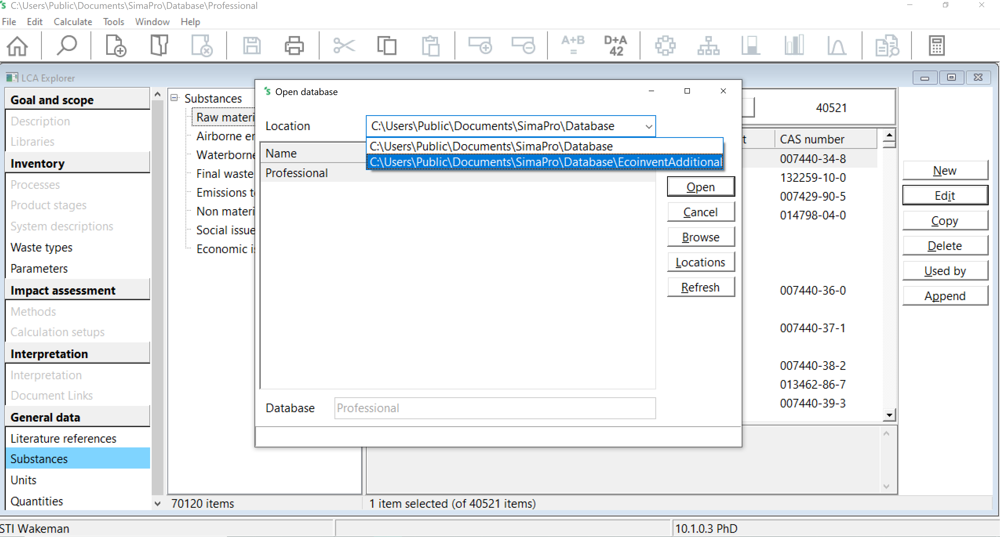 C:\Users\Public\Documents\SimaPro\Database\Professional
File Edit Calculate Tools Window Help
A+B
=
D+A
42
LCA Explorer
Goal and scope
Description
Libraries
Inventory
Processes
Product stages
System descriptions
Waste types
Parameters
Impact assessment
Methods
Calculation setups
Interpretation
Interpretation
Document Links
General data
Literature references
Substances
Units
Quantities
Substances
Raw materi
Airborne er
Waterborne
Final waste
Emissions t
Non materi
Social issue
Economic i
70120 items
Open database
Location C:\Users\Public\Documents\SimaPro\Database
C:\Users\Public\Documents\SimaPro\Database
C:\Users\Public\Documents\SimaPro\Database\EcoinventAdditional
Name
Professional
Open
Cancel
Browse
Locations
Refresh
Database Professional
40521
t CAS number
007440-34-8
132259-10-0
007429-90-5
014798-04-0
007440-36-0
007440-37-1
007440-38-2
013462-86-7
007440-39-3
1 item selected (of 40521 items)
New
Edit
Copy
Delete
Used by
Append
STI Wakeman
10.1.0.3 PhD